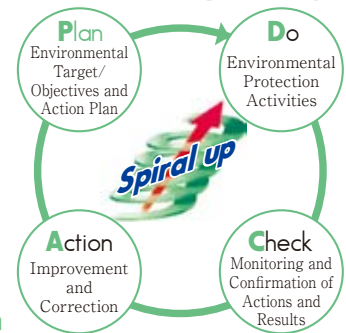 Plan
Environmental
Target/
Objectives and
Action Plan
Do
Environmental
Protection
Activities
Spiral up
Action
Improvement
and
Correction
Check
Monitoring and
Confirmation of
Actions and
Results